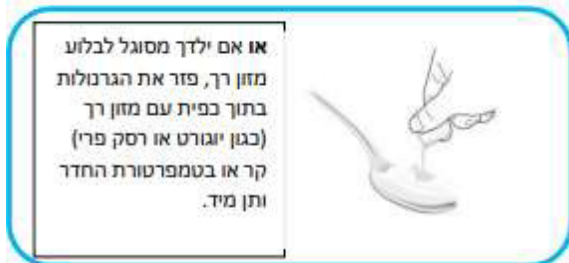 או אם ילדך מסוגל לבלוע
מזון רך, פזר את הגרנולות
בתוך כפית עם מזון רך
(כגון יוגורט או רסק פרי)
קר או בטמפרטורת החדר
ותן מיד.